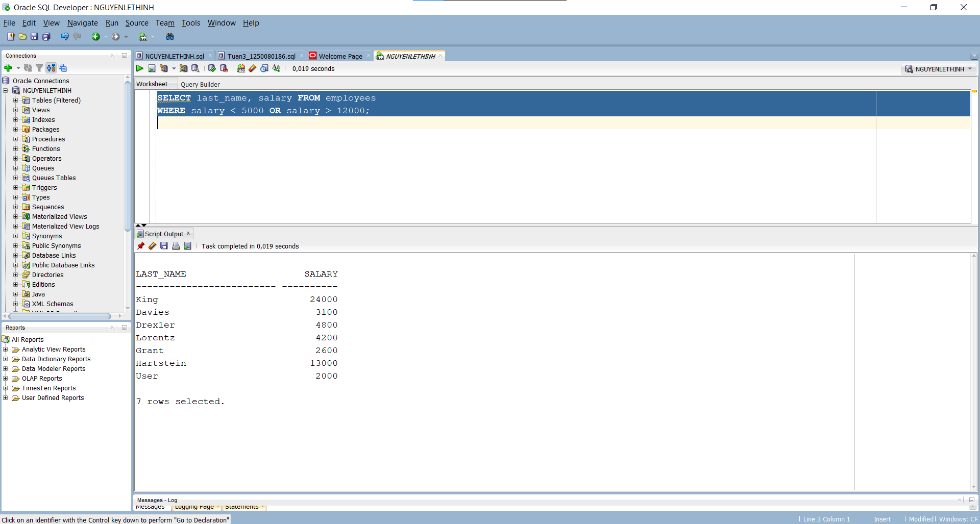 Oracle SQL Developer : NGUYENLETHINH
File Edit View Navigate Run Source Team Tools Window Help
Connections
NGUYENLETHINH.sql
Tuan3_1250080186.sql
Welcome Page
NGUYENLETHSIH
0,019 seconds
NGUYENLETHINH
Worksheet Query Builder
SELECT last_name, salary FROM employees
WHERE salary < 5000 OR salary > 12000;
Oracle Connections
NGUYENLETHINH
Tables (Filtered)
Views
Indexes
Packages
Procedures
Functions
Operators
Queues
Queues Tables
Triggers
Types
Sequences
Materialized Views
Materialized View Logs
Synonyms
Public Synonyms
Database Links
Public Database Links
Directories
Editions
Java
XML Schemas
Reports
All Reports
Analytic View Reports
Data Dictionary Reports
Data Modeler Reports
OLAP Reports
TimesTen Reports
User Defined Reports
Script Output
Task completed in 0,019 seconds
LAST_NAME SALARY
------------------------- ----------
King 24000
Davies 3100
Drexler 4800
Lorentz 4200
Grant 2600
Hartstein 13000
User 2000
7 rows selected.
Messages - Log
Messages Logging Page Statements
Click on an identifier with the Control key down to perform "Go to Declaration"
Line 3 Column 1 Insert Modified Windows: